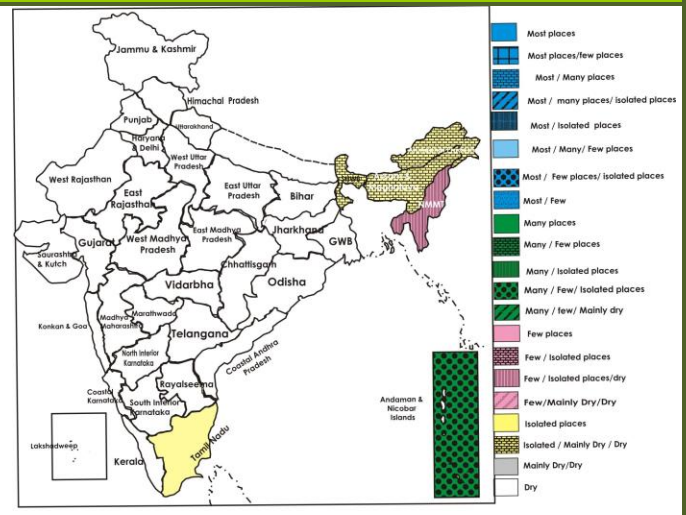 Jammu & Kashmir
Himachal Pradesh
Punjab
Uttarakhand
Haryana
& Delhi
West Uttar
Pradesh
West Rajasthan
East
Rajasthan
East Uttar
Pradesh
Bihar
NMMT
Gujarat
West Madhya
Pradesh
East Madhya
Pradesh
Jharkhand
GWB
Saurashtra
& Kutch
Chhattisgarh
Vidarbha
Odisha
Konkan & Goa
Madhya
Maharashtra
Marathwada
Telangana
North Interior
Karnataka
Coastal Andhra
Pradesh
Rayalseema
Coastal
Karnataka
South Interior
Karnataka
Andaman &
Nicobar
Islands
Lakshadweep
Kerala
Tamil Nadu
Most places
Most places/few places
Most / Many places
Most / many places/ isolated places
Most / Isolated places
Most / Many/ Few places
Most / Few places/ isolated places
Most / Few
Many places
Many / Few places
Many / Isolated places
Many / Few/ Isolated places
Many / few/ Mainly dry
Few places
Few / Isolated places
Few / Isolated places/dry
Few/Mainly Dry/Dry
Isolated places
Isolated / Mainly Dry / Dry
Mainly Dry/Dry
Dry